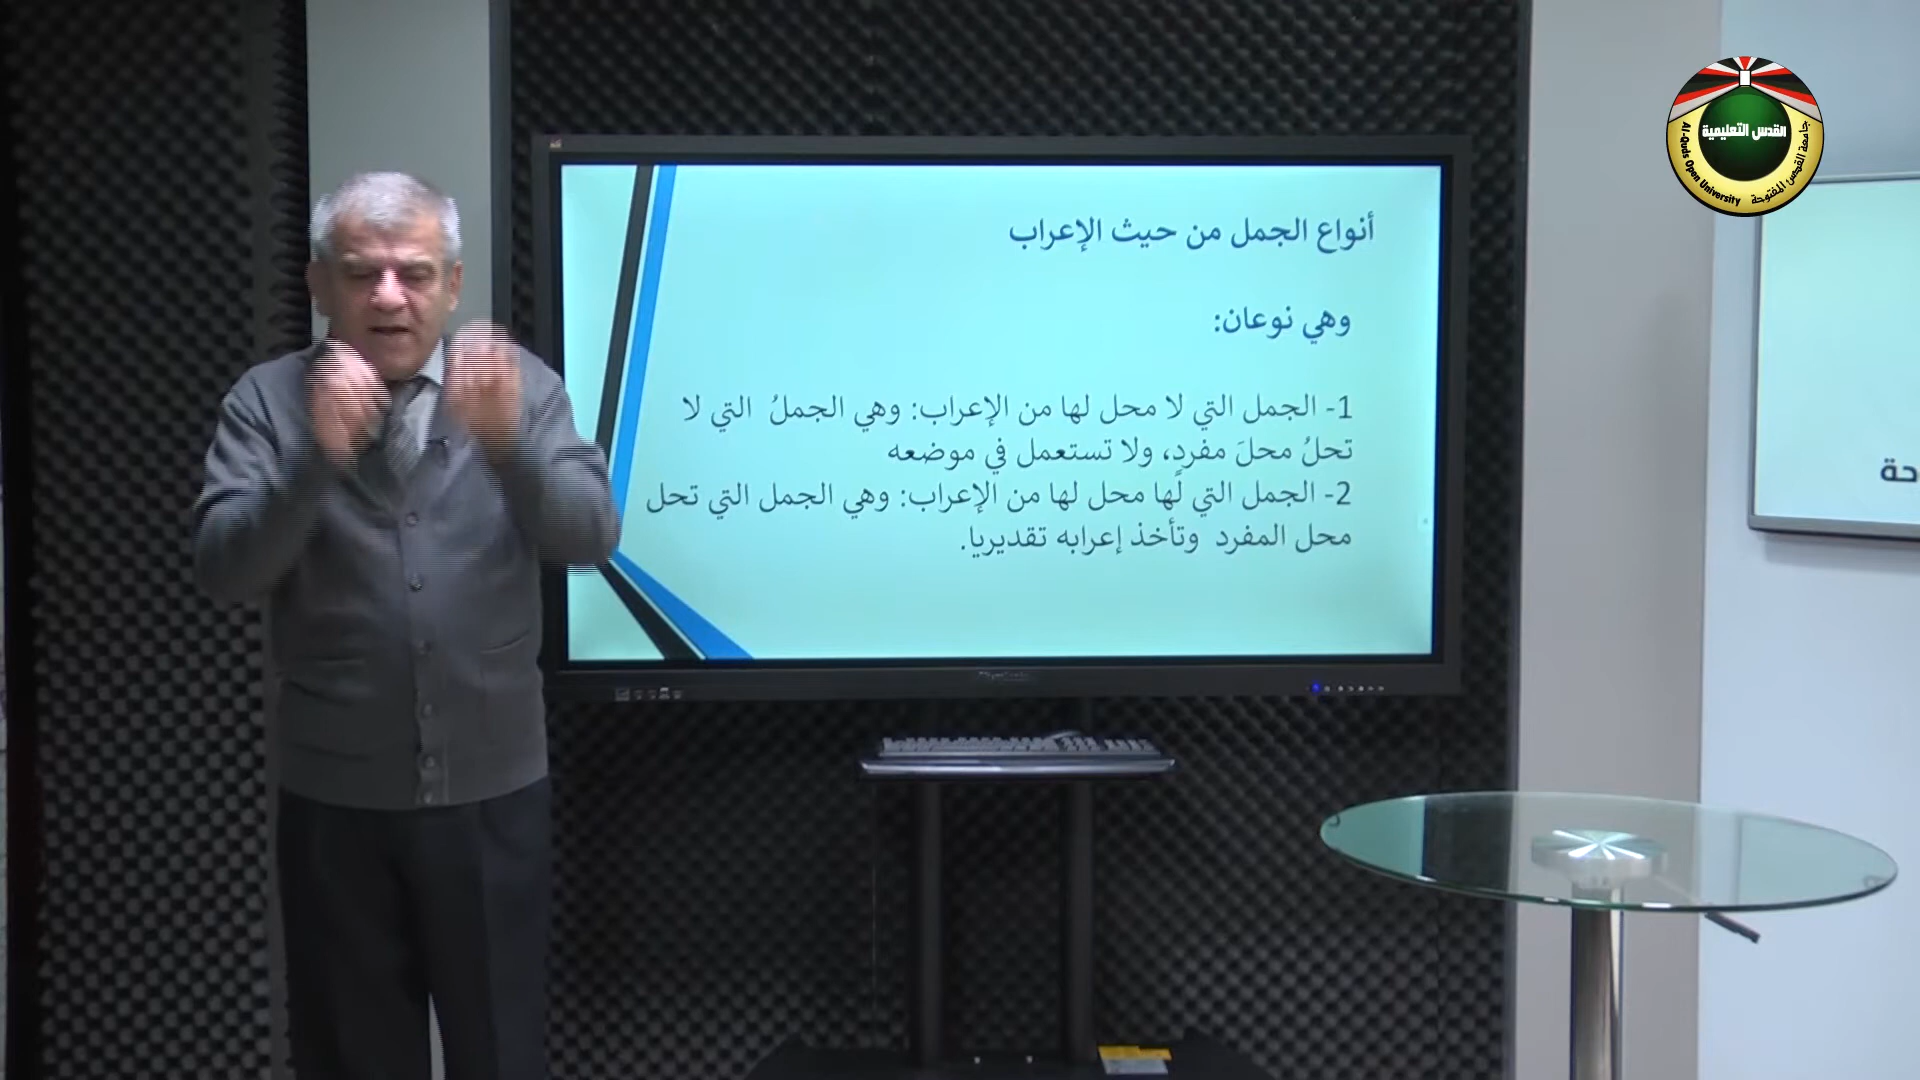 أنواع الجمل من حيث الإعراب
وهي نوعان:
1- الجمل التي لا محل لها من الإعراب: وهي الجملُ التي لا
تحلُ محلَ مفردٍ، ولا تستعمل في موضعه
2- الجمل التي لَها محل لها من الإعراب: وهي الجمل التي تحل
محل المفرد وتأخذ إعرابه تقديريا.
القدس التعليمية
جامعة القدس المفتوحة
Al-Quds Open University
حة